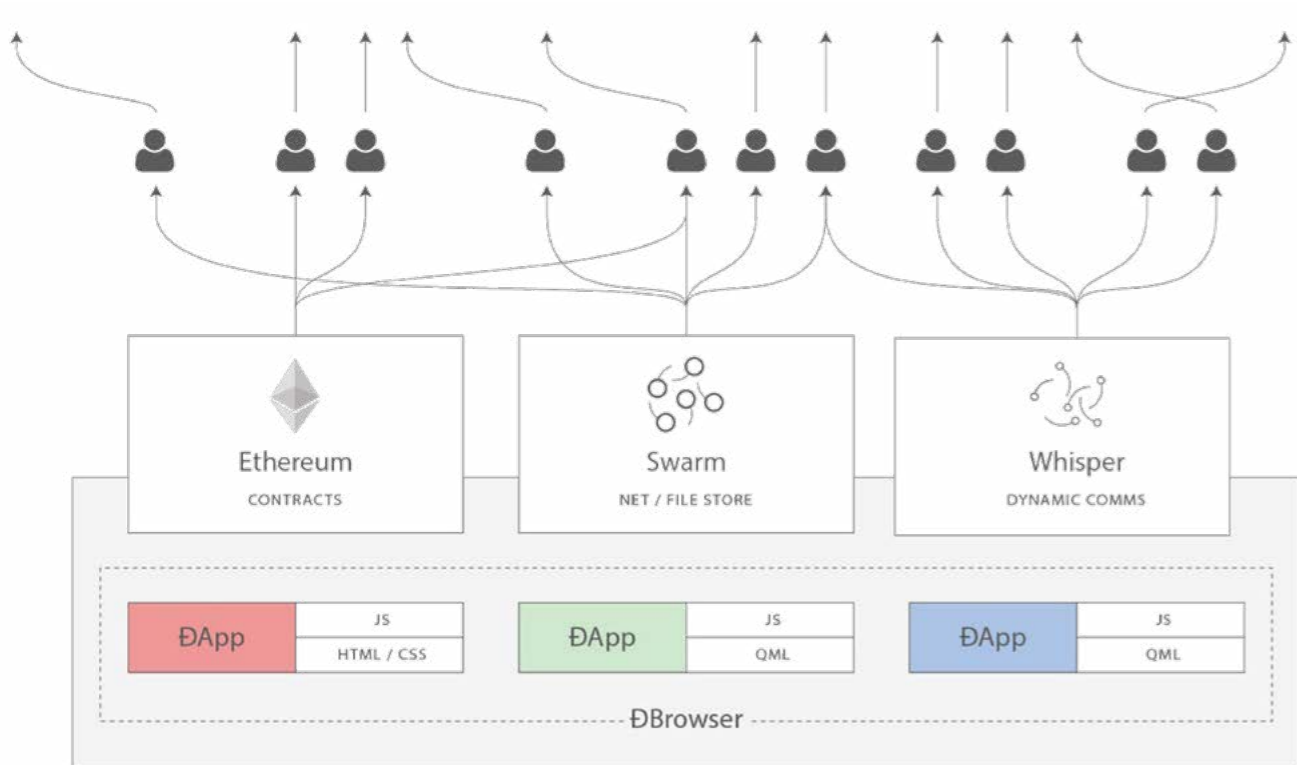 Ethereum
CONTRACTS
Swarm
NET / FILE STORE
Whisper
DYNAMIC COMMS
ĐApp
JS
HTML / CSS
ĐApp
JS
QML
ĐApp
JS
QML
ĐBrowser